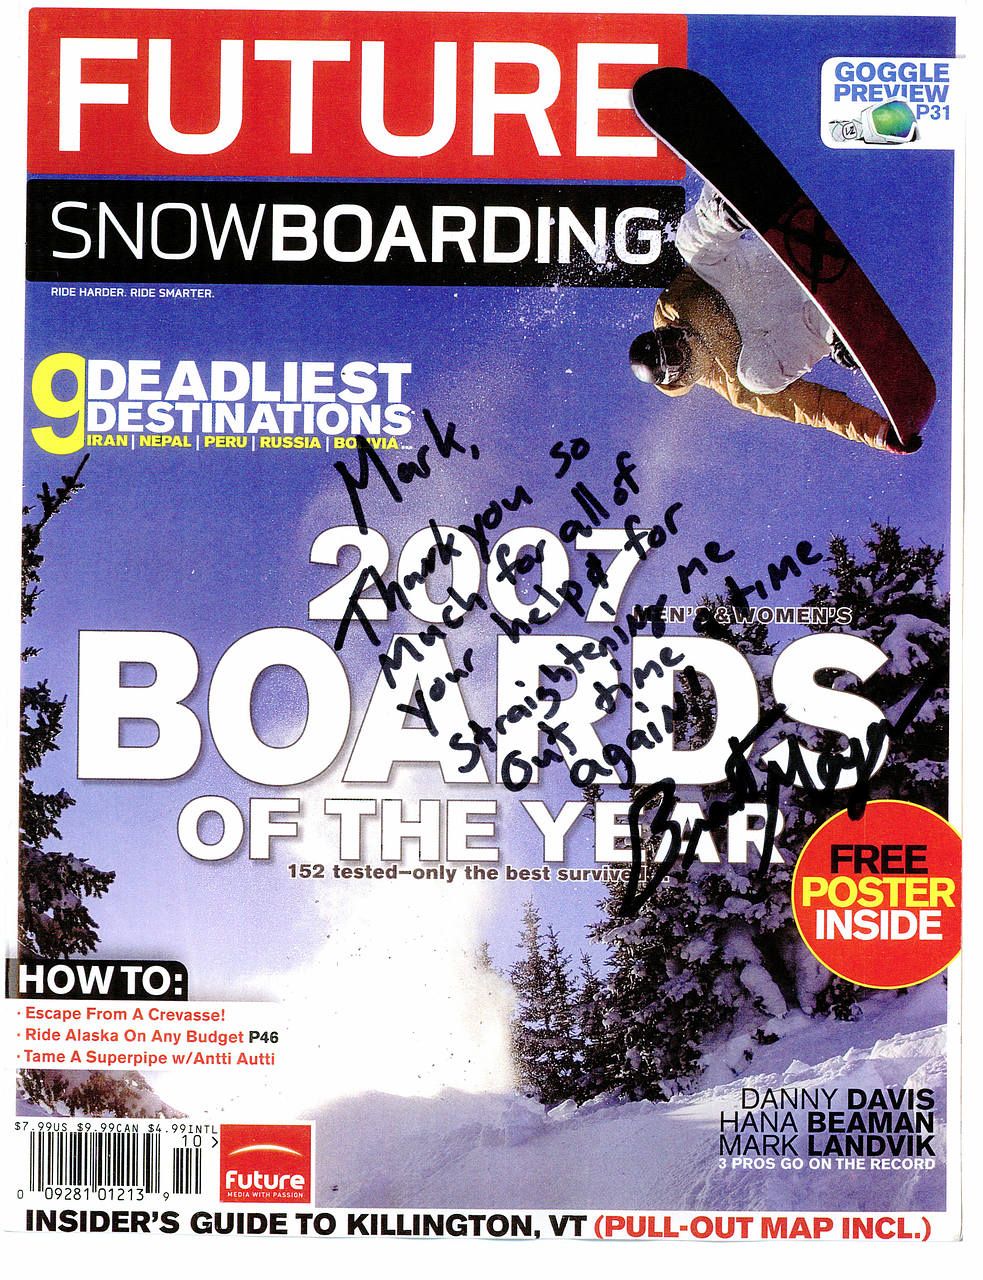 FUTURE
SNOWBOARDING
RIDE HARDER. RIDE SMARTER.
GOGGLE
PREVIEW
P31
9 DEADLIEST
DESTINATIONS
IRAN | NEPAL | PERU | RUSSIA | BOLIVIA...
Mark,
Thank you so
Much for all of
your help & for
Straightening me
Out time & time
again!
2007
MEN'S & WOMEN'S
BOARDS
OF THE YEAR
152 tested–only the best survive
FREE
POSTER
INSIDE
HOW TO:
· Escape From A Crevasse!
· Ride Alaska On Any Budget P46
· Tame A Superpipe w/Antti Autti
DANNY DAVIS
HANA BEAMAN
MARK LANDVIK
3 PROS GO ON THE RECORD
$7.99US $9.99CAN $4.99INTL
10 >
0 09281 01213 9
Future
MEDIA WITH PASSION
INSIDER'S GUIDE TO KILLINGTON, VT (PULL-OUT MAP INCL.)